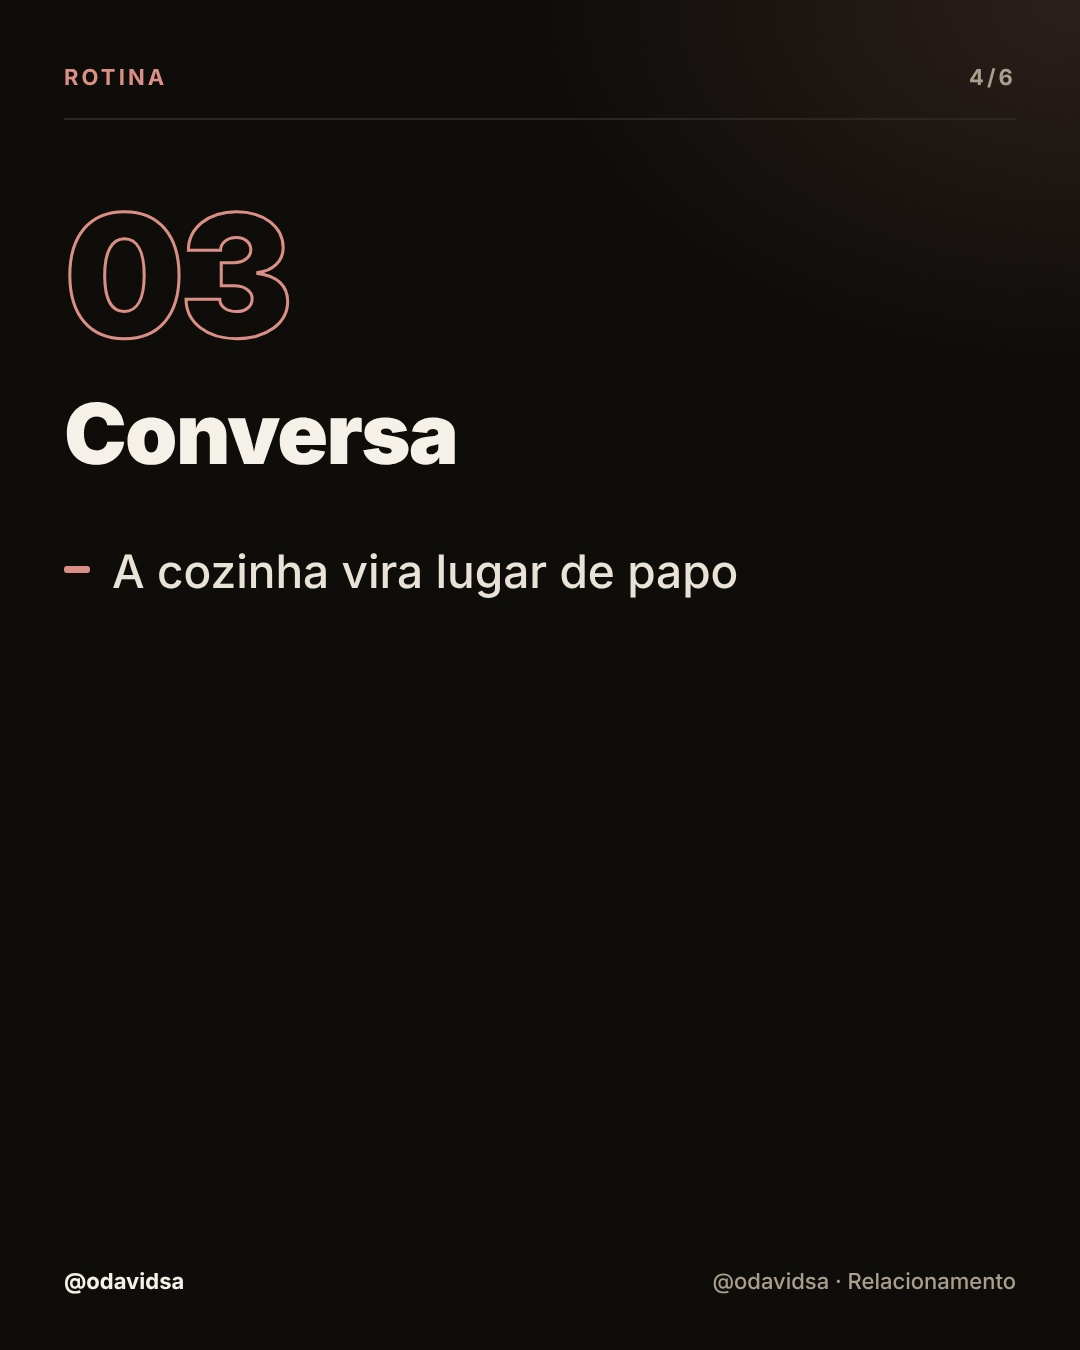 ROTINA
4/6
03
Conversa
A cozinha vira lugar de papo
@odavidsa
@odavidsa · Relacionamento